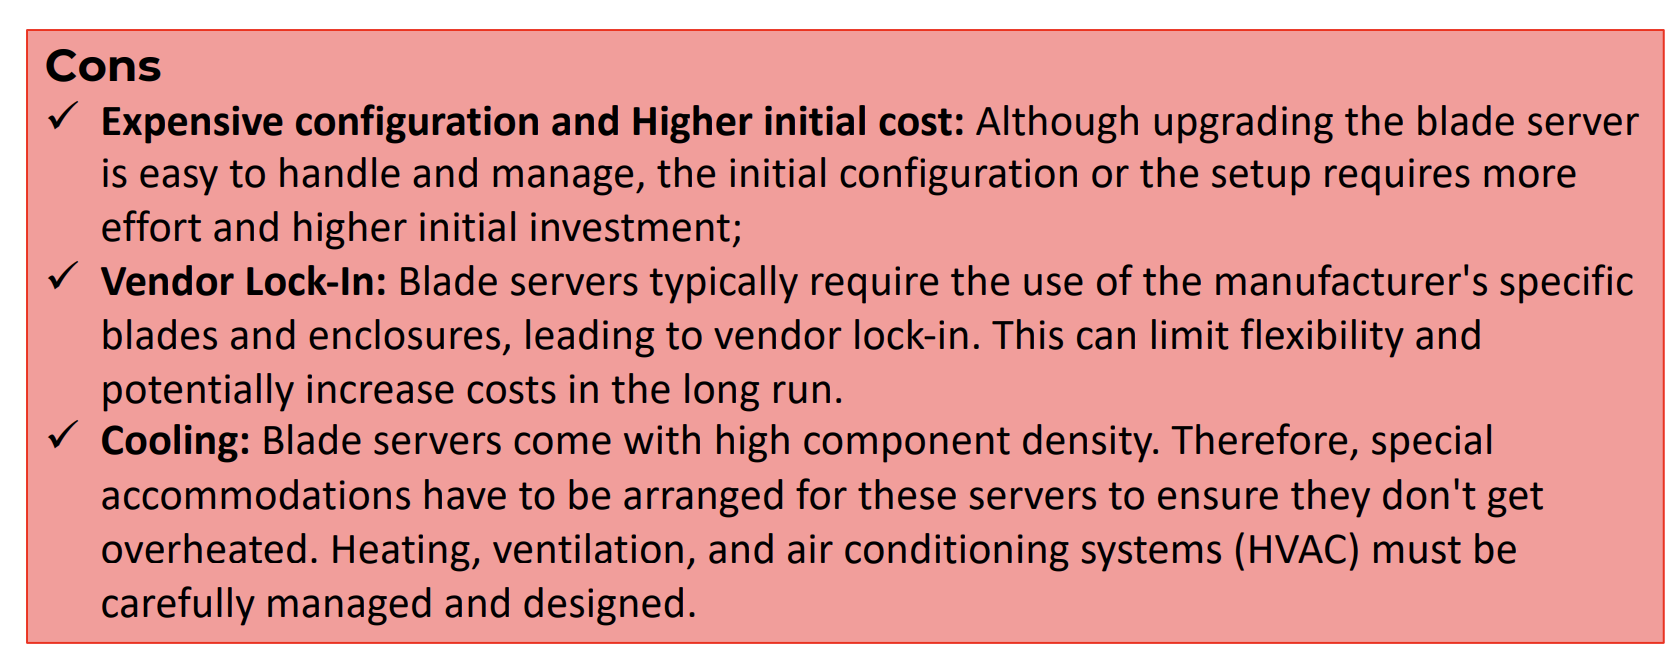 Cons
✓ Expensive configuration and Higher initial cost: Although upgrading the blade server
is easy to handle and manage, the initial configuration or the setup requires more
effort and higher initial investment;
✓ Vendor Lock-In: Blade servers typically require the use of the manufacturer's specific
blades and enclosures, leading to vendor lock-in. This can limit flexibility and
potentially increase costs in the long run.
✓ Cooling: Blade servers come with high component density. Therefore, special
accommodations have to be arranged for these servers to ensure they don't get
overheated. Heating, ventilation, and air conditioning systems (HVAC) must be
carefully managed and designed.